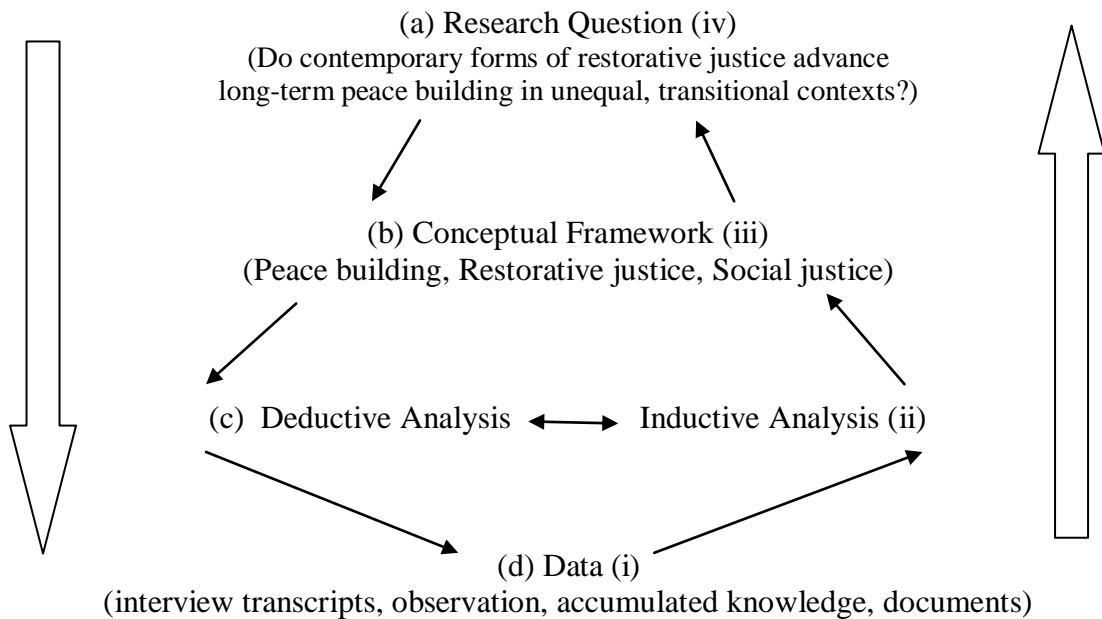 (a) Research Question (iv)
(Do contemporary forms of restorative justice advance
long-term peace building in unequal, transitional contexts?)
(b) Conceptual Framework (iii)
(Peace building, Restorative justice, Social justice)
(c) Deductive Analysis Inductive Analysis (ii)
(d) Data (i)
(interview transcripts, observation, accumulated knowledge, documents)